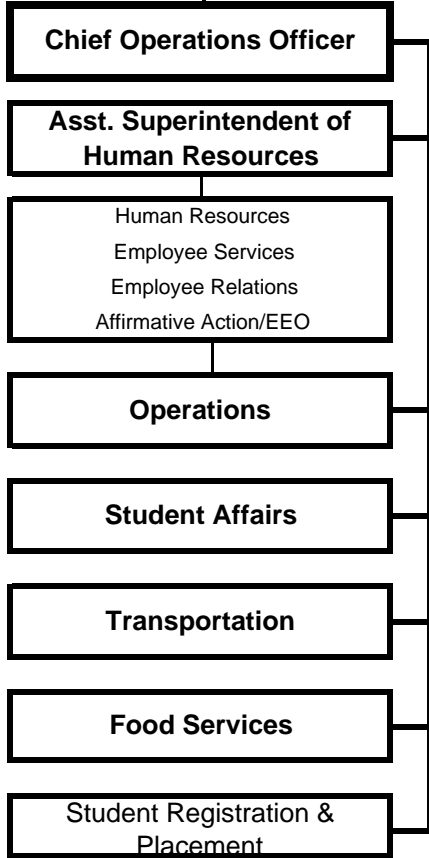 Chief Operations Officer
Asst. Superintendent of
Human Resources
Human Resources
Employee Services
Employee Relations
Affirmative Action/EEO
Operations
Student Affairs
Transportation
Food Services
Student Registration &
Placement